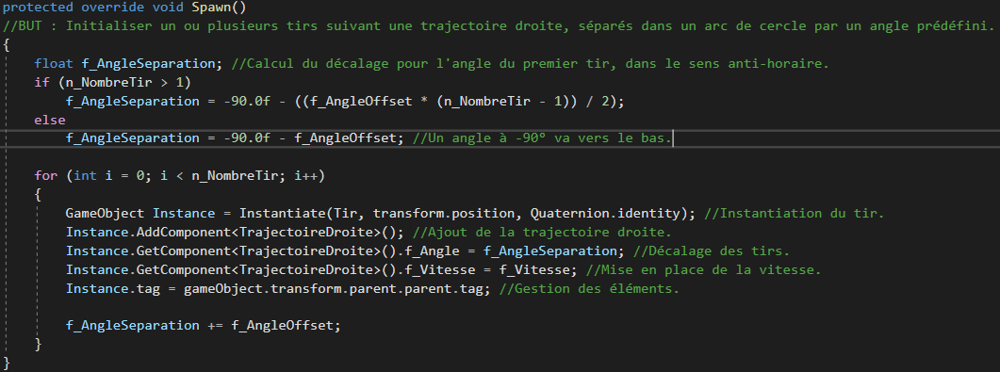 protected override void Spawn()
//BUT : Initialiser un ou plusieurs tirs suivant une trajectoire droite, séparés dans un arc de cercle par un angle prédéfini.
{
    float f_AngleSeparation; //Calcul du décalage pour l'angle du premier tir, dans le sens anti-horaire.
    if (n_NombreTir > 1)
        f_AngleSeparation = -90.0f - ((f_AngleOffset * (n_NombreTir - 1)) / 2);
    else
        f_AngleSeparation = -90.0f - f_AngleOffset; //Un angle à -90° va vers le bas.

    for (int i = 0; i < n_NombreTir; i++)
    {
        GameObject Instance = Instantiate(Tir, transform.position, Quaternion.identity); //Instantiation du tir.
        Instance.AddComponent<TrajectoireDroite>(); //Ajout de la trajectoire droite.
        Instance.GetComponent<TrajectoireDroite>().f_Angle = f_AngleSeparation; //Décalage des tirs.
        Instance.GetComponent<TrajectoireDroite>().f_Vitesse = f_Vitesse; //Mise en place de la vitesse.
        Instance.tag = gameObject.transform.parent.parent.tag; //Gestion des éléments.

        f_AngleSeparation += f_AngleOffset;
    }
}